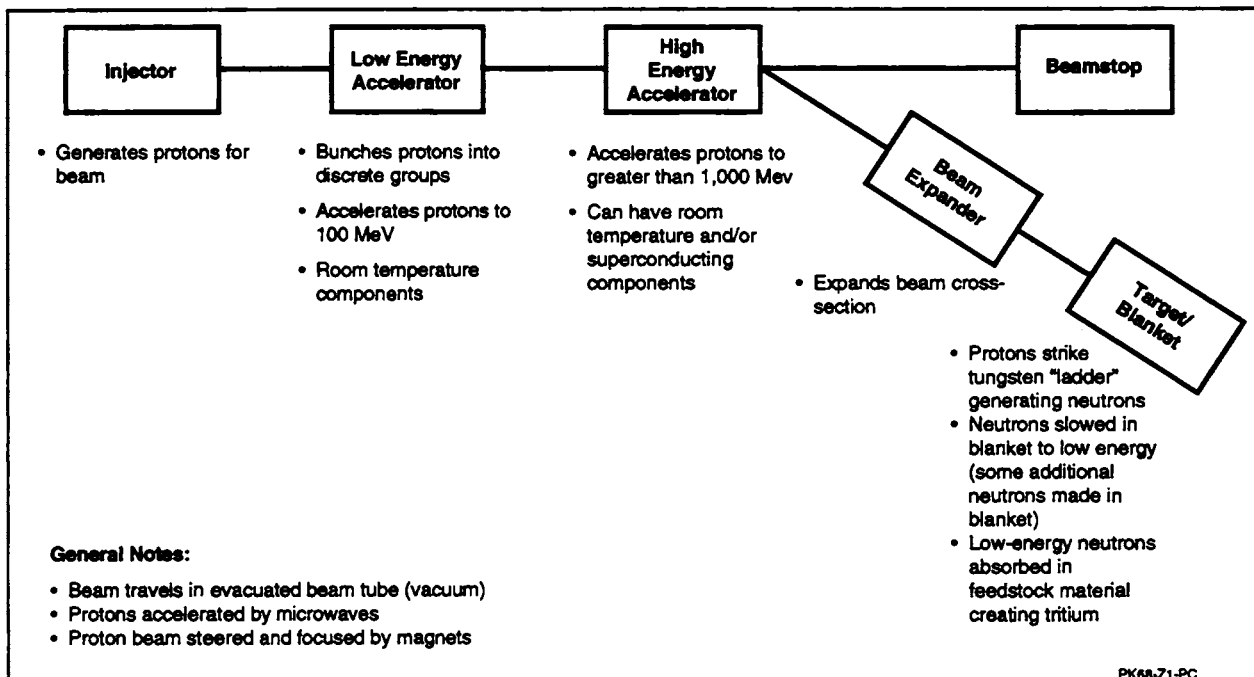 Injector
Low Energy
Accelerator
High
Energy
Accelerator
Beamstop
• Generates protons for
beam
• Bunches protons into
discrete groups
• Accelerates protons to
100 MeV
• Room temperature
components
• Accelerates protons to
greater than 1,000 Mev
• Can have room
temperature and/or
superconducting
components
Beam
Expander
• Expands beam cross-
section
Target/
Blanket
• Protons strike
tungsten "ladder"
generating neutrons
• Neutrons slowed in
blanket to low energy
(some additional
neutrons made in
blanket)
• Low-energy neutrons
absorbed in
feedstock material
creating tritium
General Notes:
• Beam travels in evacuated beam tube (vacuum)
• Protons accelerated by microwaves
• Proton beam steered and focused by magnets
PK68-Z1-PC